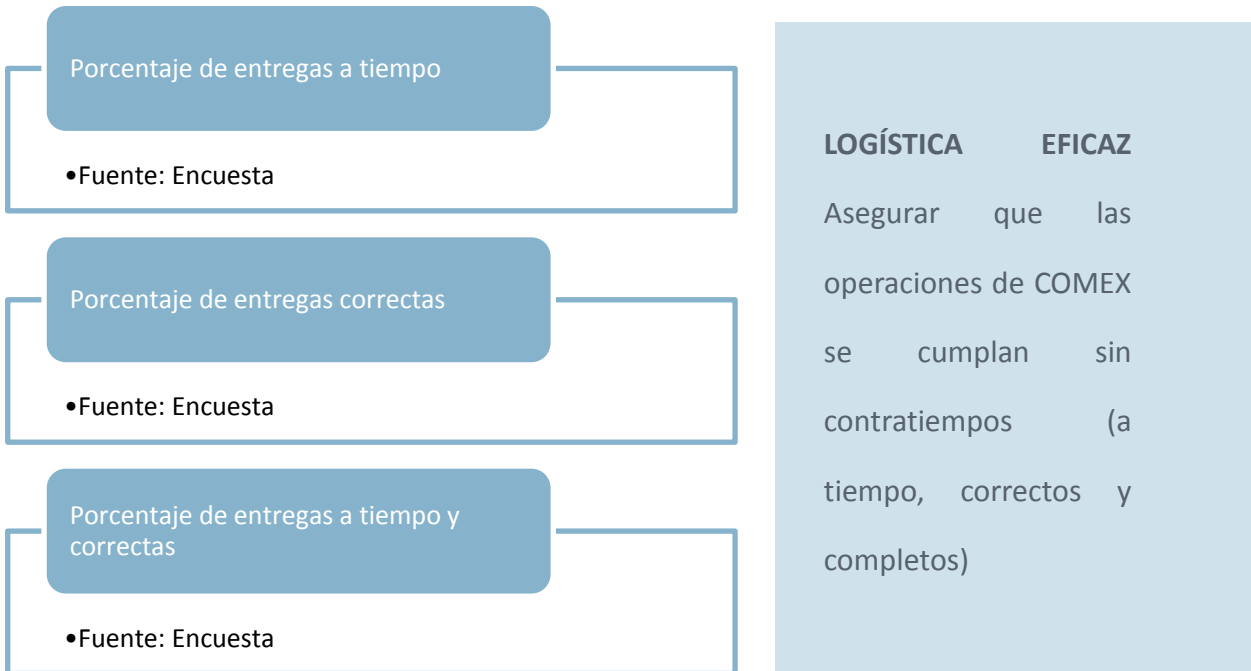 Porcentaje de entregas a tiempo
•Fuente: Encuesta
Porcentaje de entregas correctas
•Fuente: Encuesta
Porcentaje de entregas a tiempo y
correctas
•Fuente: Encuesta
LOGÍSTICA EFICAZ
Asegurar que las
operaciones de COMEX
se cumplan sin
contratiempos (a
tiempo, correctos y
completos)